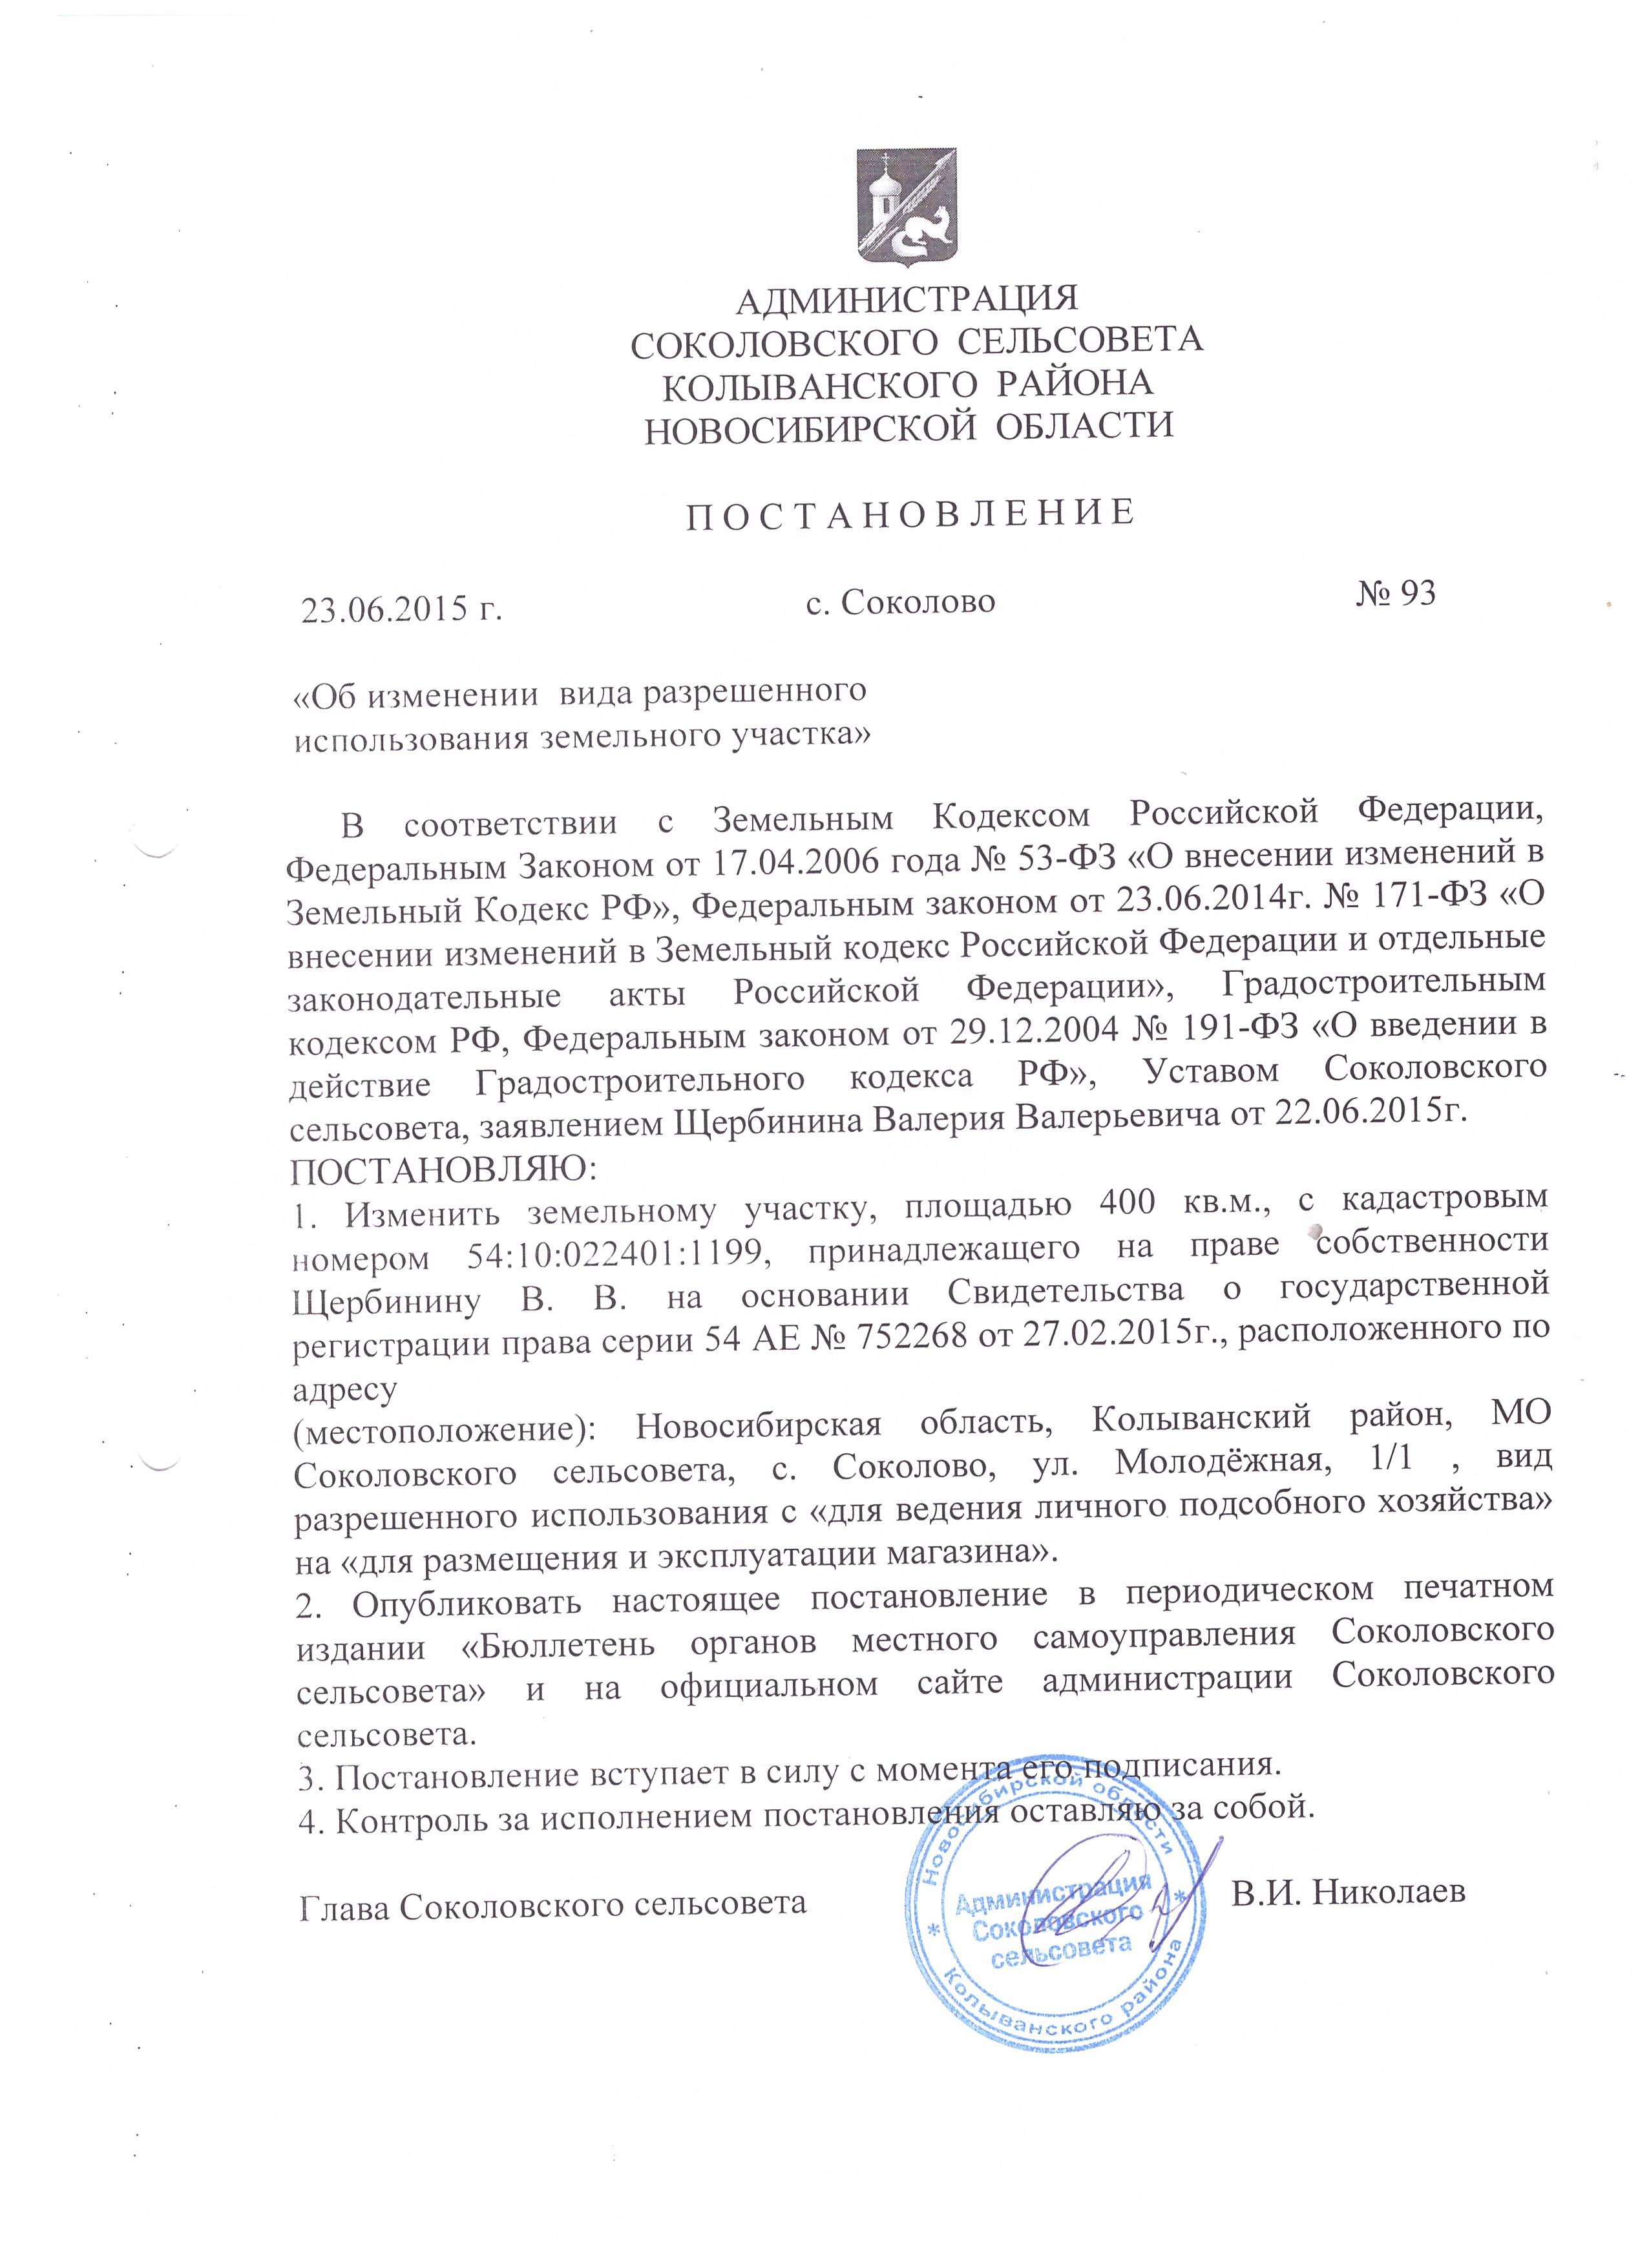 АДМИНИСТРАЦИЯ
СОКОЛОВСКОГО СЕЛЬСОВЕТА
КОЛЫВАНСКОГО РАЙОНА
НОВОСИБИРСКОЙ ОБЛАСТИ
П О С Т А Н О В Л Е Н И Е
23.06.2015 г. с. Соколово № 93
«Об изменении вида разрешенного
использования земельного участка»
В соответствии с Земельным Кодексом Российской Федерации,
Федеральным Законом от 17.04.2006 года № 53-ФЗ «О внесении изменений в
Земельный Кодекс РФ», Федеральным законом от 23.06.2014г. № 171-ФЗ «О
внесении изменений в Земельный кодекс Российской Федерации и отдельные
законодательные акты Российской Федерации», Градостроительным
кодексом РФ, Федеральным законом от 29.12.2004 № 191-ФЗ «О введении в
действие Градостроительного кодекса РФ», Уставом Соколовского
сельсовета, заявлением Щербинина Валерия Валерьевича от 22.06.2015г.
ПОСТАНОВЛЯЮ:
1. Изменить земельному участку, площадью 400 кв.м., с кадастровым
номером 54:10:022401:1199, принадлежащего на праве собственности
Щербинину В. В. на основании Свидетельства о государственной
регистрации права серии 54 АЕ № 752268 от 27.02.2015г., расположенного по
адресу
(местоположение): Новосибирская область, Колыванский район, МО
Соколовского сельсовета, с. Соколово, ул. Молодёжная, 1/1 , вид
разрешенного использования с «для ведения личного подсобного хозяйства»
на «для размещения и эксплуатации магазина».
2. Опубликовать настоящее постановление в периодическом печатном
издании «Бюллетень органов местного самоуправления Соколовского
сельсовета» и на официальном сайте администрации Соколовского
сельсовета.
3. Постановление вступает в силу с момента его подписания.
4. Контроль за исполнением постановления оставляю за собой.
Глава Соколовского сельсовета В.И. Николаев
Новосибирской области
Администрация
Соколовского
сельсовета
Колыванского района